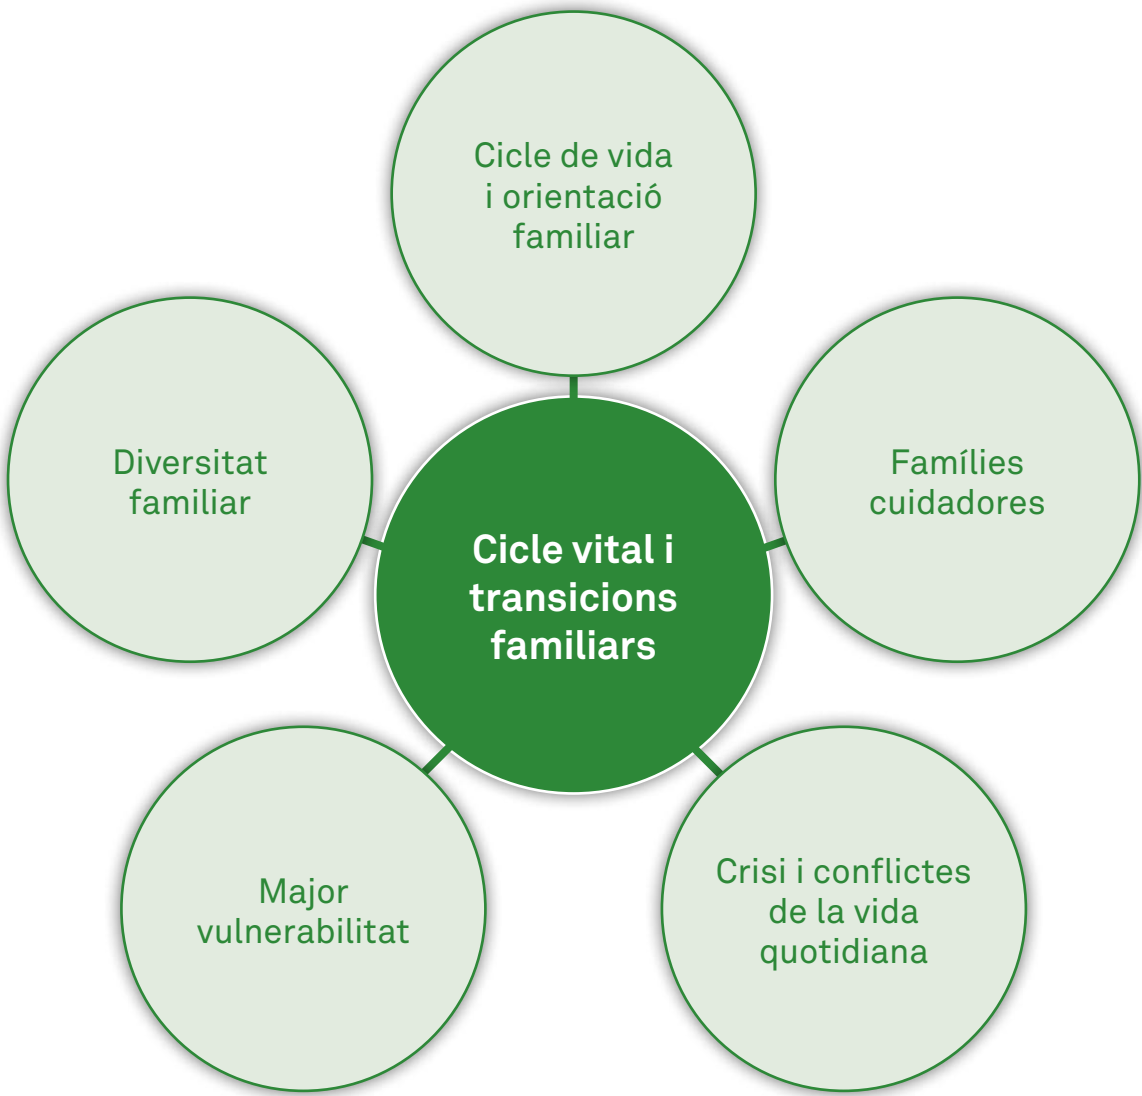 Cicle de vida
i orientació
familiar
Diversitat
familiar
Famílies
cuidadores
Cicle vital i
transicions
familiars
Major
vulnerabilitat
Crisi i conflictes
de la vida
quotidiana